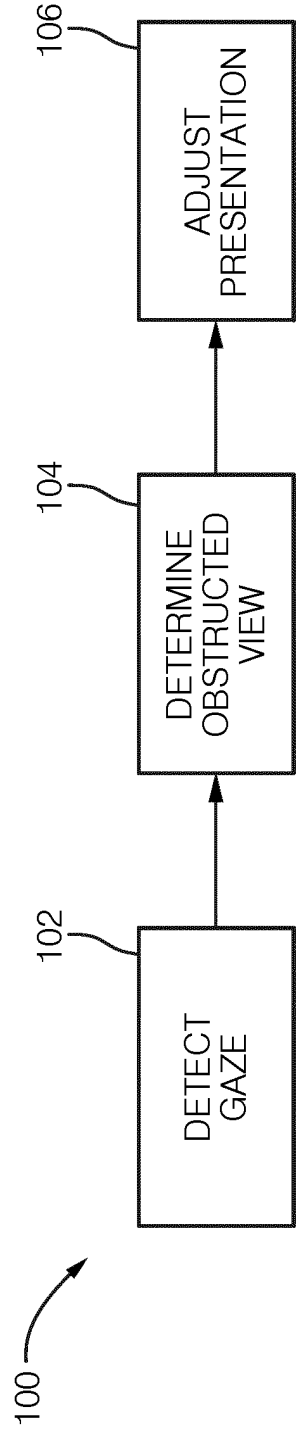 100
102
DETECT
GAZE
104
DETERMINE
OBSTRUCTED
VIEW
106
ADJUST
PRESENTATION